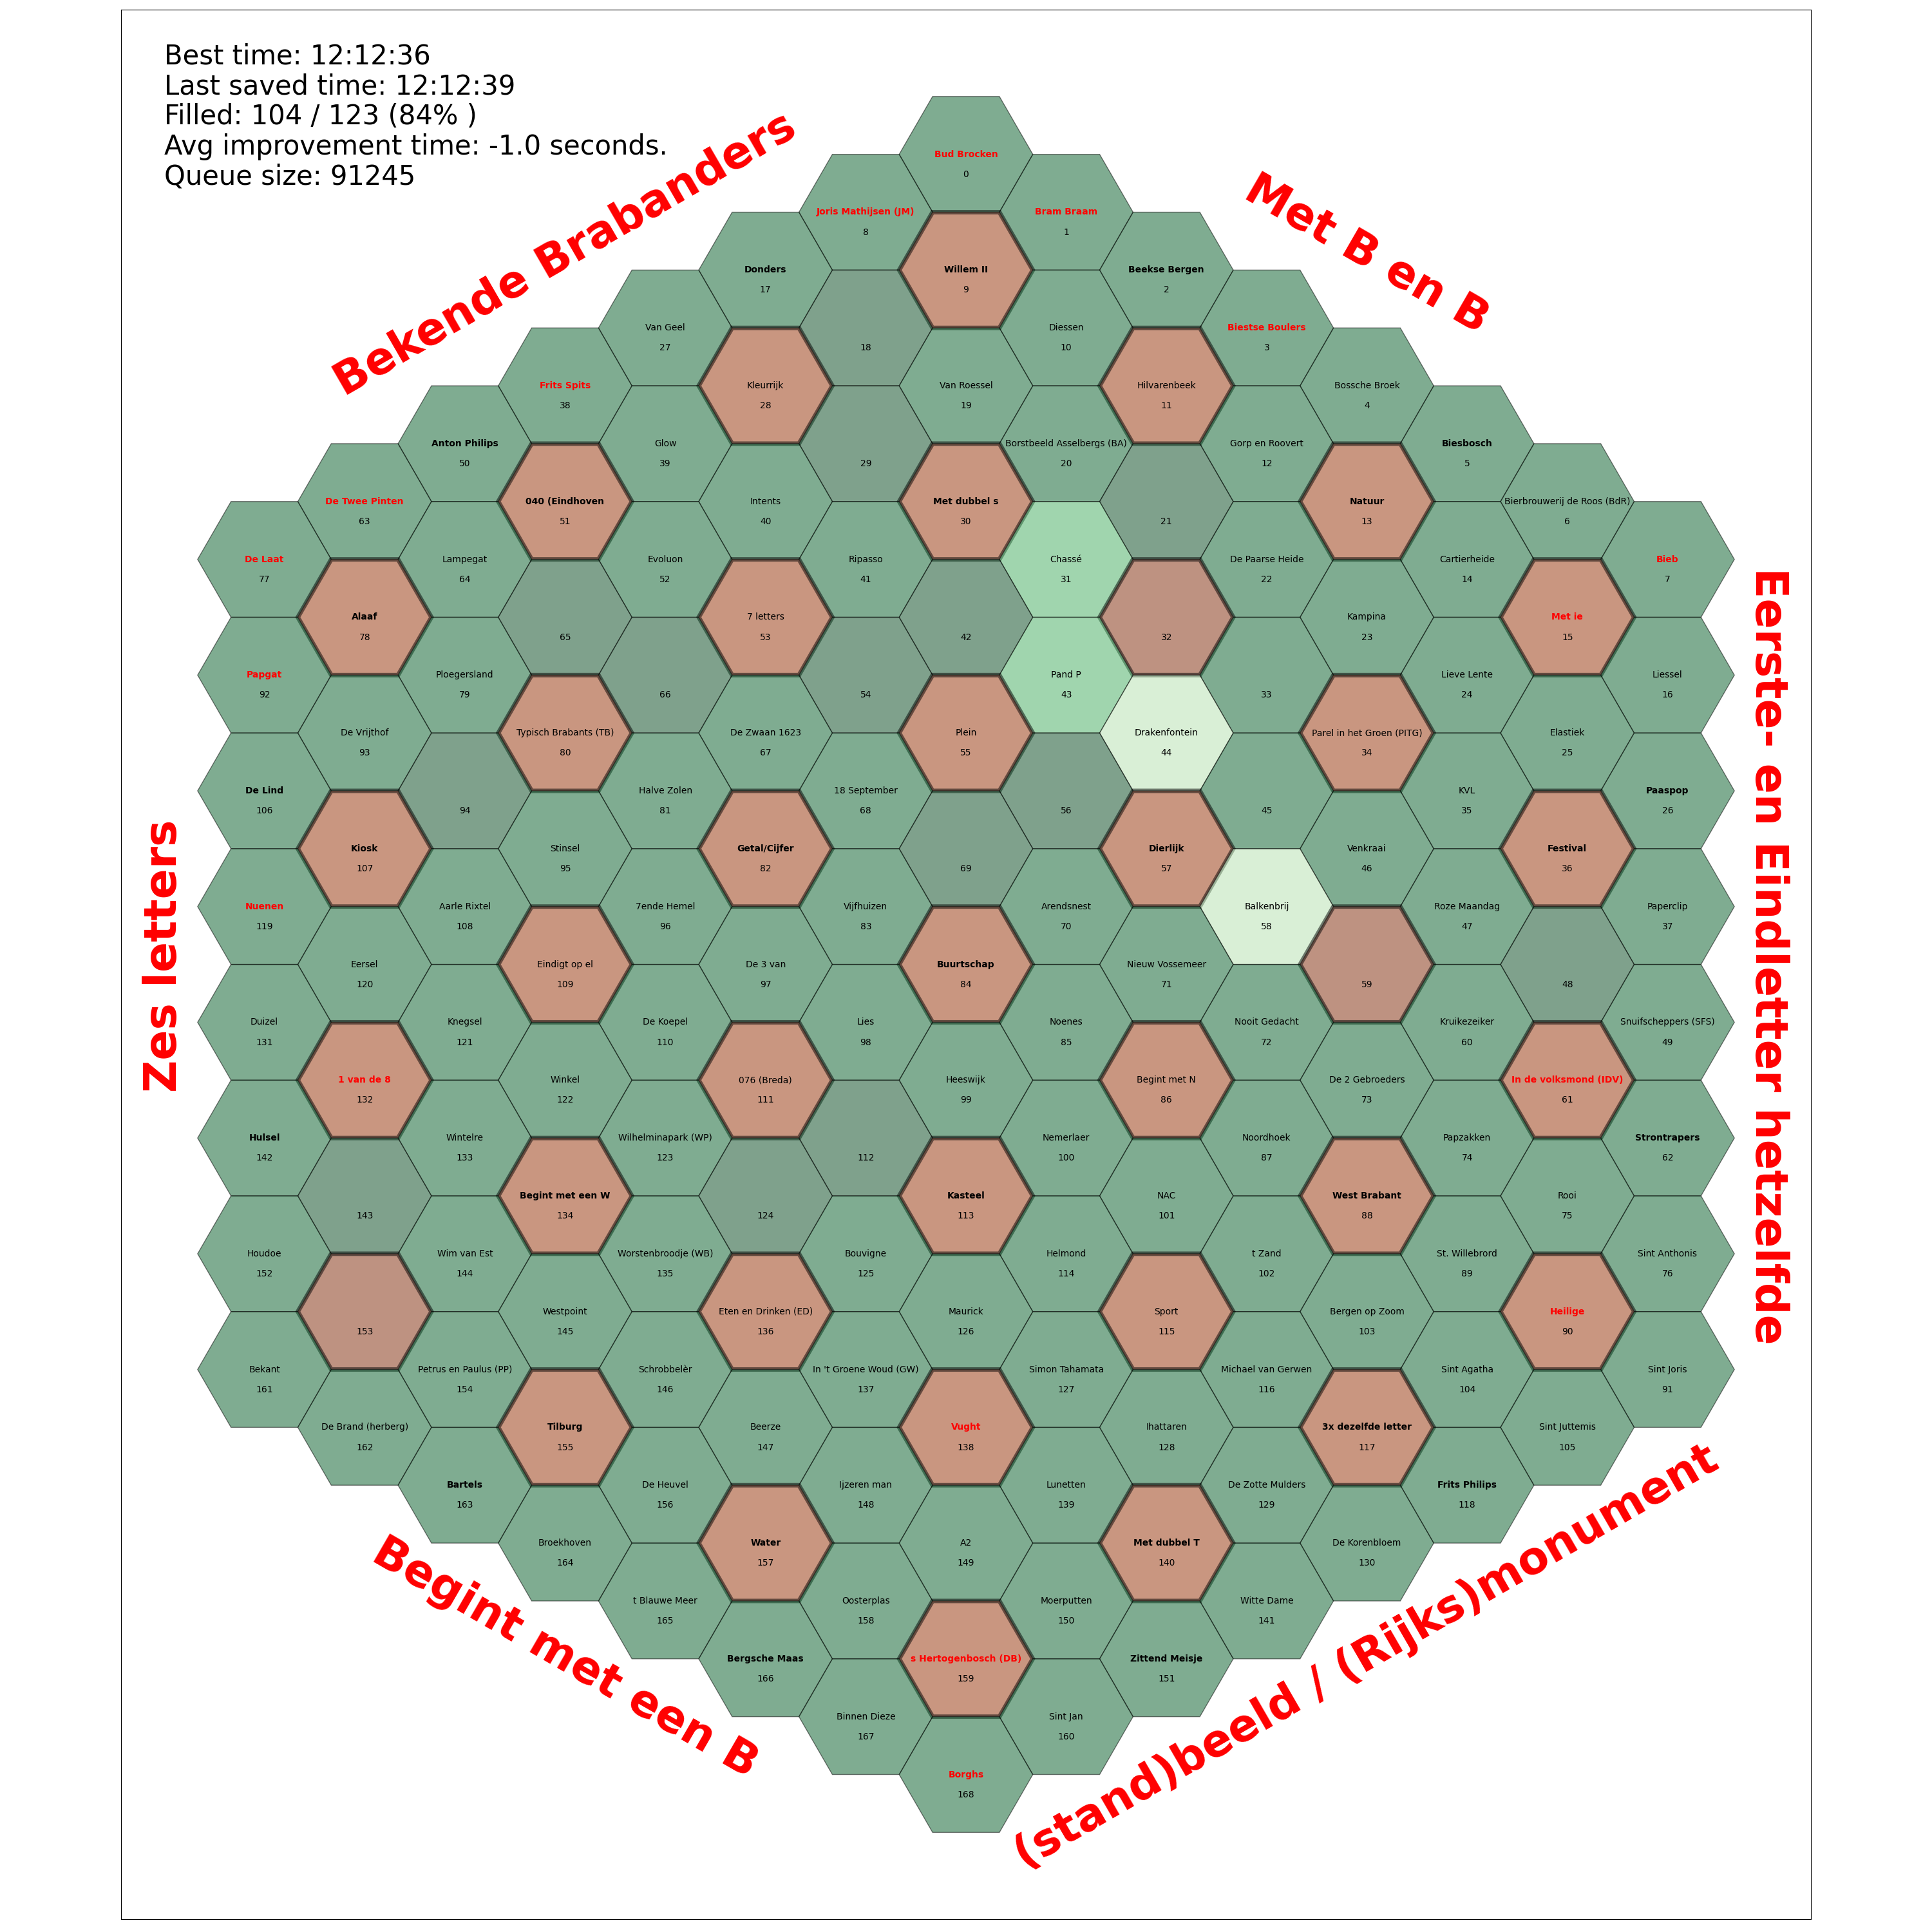 Best time: 12:12:36
Last saved time: 12:12:39
Filled: 104 / 123 (84% )
Avg improvement time: -1.0 seconds.
Queue size: 91245
Bekende Brabanders
Met B en B
Eerste- en Eindletter hetzelfde
(stand)beeld / (Rijks)monument
Begint met een B
Zes letters
Bud Brocken
0
Bram Braam
1
Beekse Bergen
2
Biestse Boulers
3
Bossche Broek
4
Biesbosch
5
Bierbrouwerij de Roos (BdR)
6
Bieb
7
Joris Mathijsen (JM)
8
Willem II
9
Diessen
10
Hilvarenbeek
11
Gorp en Roovert
12
Natuur
13
Cartierheide
14
Met ie
15
Liessel
16
Donders
17
18
Van Roessel
19
Borstbeeld Asselbergs (BA)
20
21
De Paarse Heide
22
Kampina
23
Lieve Lente
24
Elastiek
25
Paaspop
26
Van Geel
27
Kleurrijk
28
29
Met dubbel s
30
Chassé
31
32
33
Parel in het Groen (PITG)
34
KVL
35
Festival
36
Paperclip
37
Frits Spits
38
Glow
39
Intents
40
Ripasso
41
42
Pand P
43
Drakenfontein
44
45
Venkraai
46
Roze Maandag
47
48
Snuifscheppers (SFS)
49
Anton Philips
50
040 (Eindhoven
51
Evoluon
52
7 letters
53
54
Plein
55
56
Dierlijk
57
Balkenbrij
58
59
Kruikezeiker
60
In de volksmond (IDV)
61
Strontrapers
62
De Twee Pinten
63
Lampegat
64
65
66
De Zwaan 1623
67
18 September
68
69
Arendsnest
70
Nieuw Vossemeer
71
Nooit Gedacht
72
De 2 Gebroeders
73
Papzakken
74
Rooi
75
Sint Anthonis
76
De Laat
77
Alaaf
78
Ploegersland
79
Typisch Brabants (TB)
80
Halve Zolen
81
Getal/Cijfer
82
Vijfhuizen
83
Buurtschap
84
Noenes
85
Begint met N
86
Noordhoek
87
West Brabant
88
St. Willebrord
89
Heilige
90
Sint Joris
91
Papgat
92
De Vrijthof
93
94
Stinsel
95
7ende Hemel
96
De 3 van
97
Lies
98
Heeswijk
99
Nemerlaer
100
NAC
101
t Zand
102
Bergen op Zoom
103
Sint Agatha
104
Sint Juttemis
105
De Lind
106
Kiosk
107
Aarle Rixtel
108
Eindigt op el
109
De Koepel
110
076 (Breda)
111
112
Kasteel
113
Helmond
114
Sport
115
Michael van Gerwen
116
3x dezelfde letter
117
Frits Philips
118
Nuenen
119
Eersel
120
Knegsel
121
Winkel
122
Wilhelminapark (WP)
123
124
Bouvigne
125
Maurick
126
Simon Tahamata
127
Ihattaren
128
De Zotte Mulders
129
De Korenbloem
130
Duizel
131
1 van de 8
132
Wintelre
133
Begint met een W
134
Worstenbroodje (WB)
135
Eten en Drinken (ED)
136
In 't Groene Woud (GW)
137
Vught
138
Lunetten
139
Met dubbel T
140
Witte Dame
141
Hulsel
142
143
Wim van Est
144
Westpoint
145
Schrobbelèr
146
Beerze
147
Ijzeren man
148
A2
149
Moerputten
150
Zittend Meisje
151
Houdoe
152
153
Petrus en Paulus (PP)
154
Tilburg
155
De Heuvel
156
Water
157
Oosterplas
158
s Hertogenbosch (DB)
159
Sint Jan
160
Bekant
161
De Brand (herberg)
162
Bartels
163
Broekhoven
164
t Blauwe Meer
165
Bergsche Maas
166
Binnen Dieze
167
Borghs
168